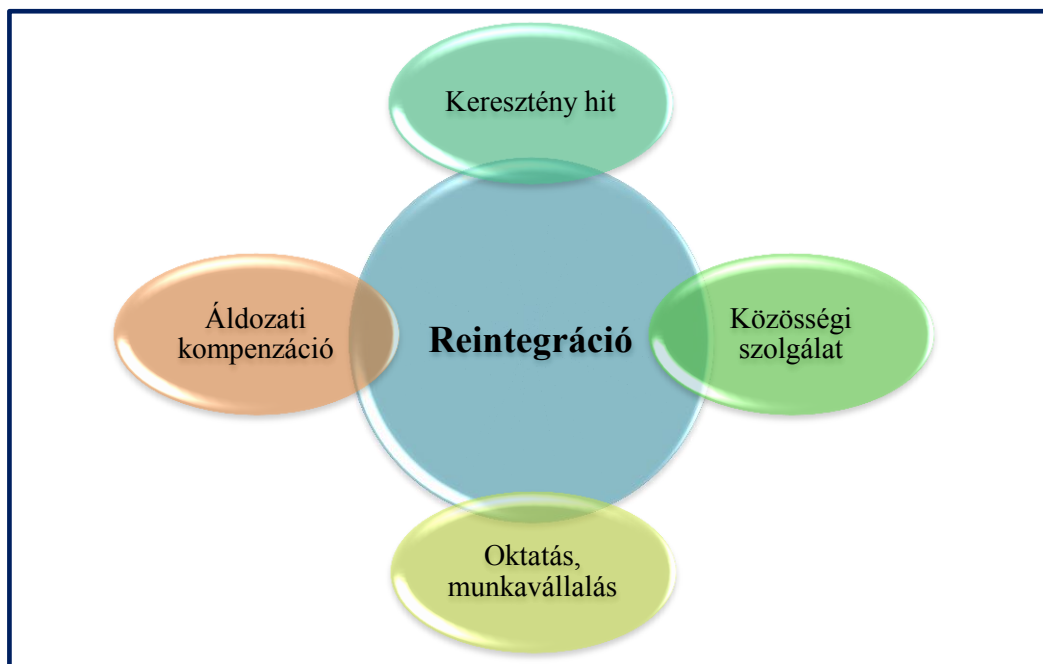 Keresztény hit
Áldozati
kompenzáció
Reintegráció
Közösségi
szolgálat
Oktatás,
munkavállalás